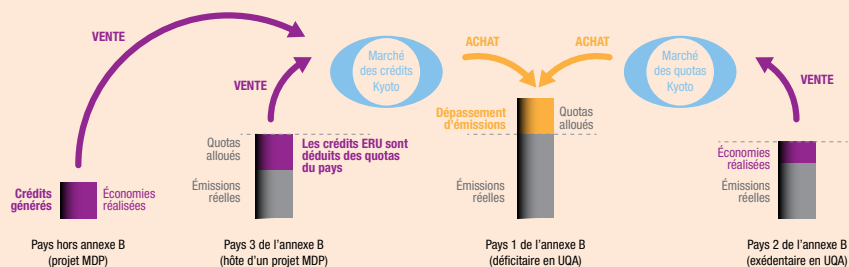 VENTE
VENTE
Marché
des crédits
Kyoto
ACHAT
ACHAT
Marché
des quotas
Kyoto
VENTE
Crédits
générés
Économies
réalisées
Pays hors annexe B
(projet MDP)
Quotas
alloués
Les crédits ERU sont
déduits des quotas
du pays
Émissions
réelles
Pays 3 de l'annexe B
(hôte d'un projet MDP)
Dépassement
d'émissions
Quotas
alloués
Émissions
réelles
Pays 1 de l'annexe B
(déficitaire en UQA)
Économies
réalisées
Émissions
réelles
Pays 2 de l'annexe B
(exédentaire en UQA)